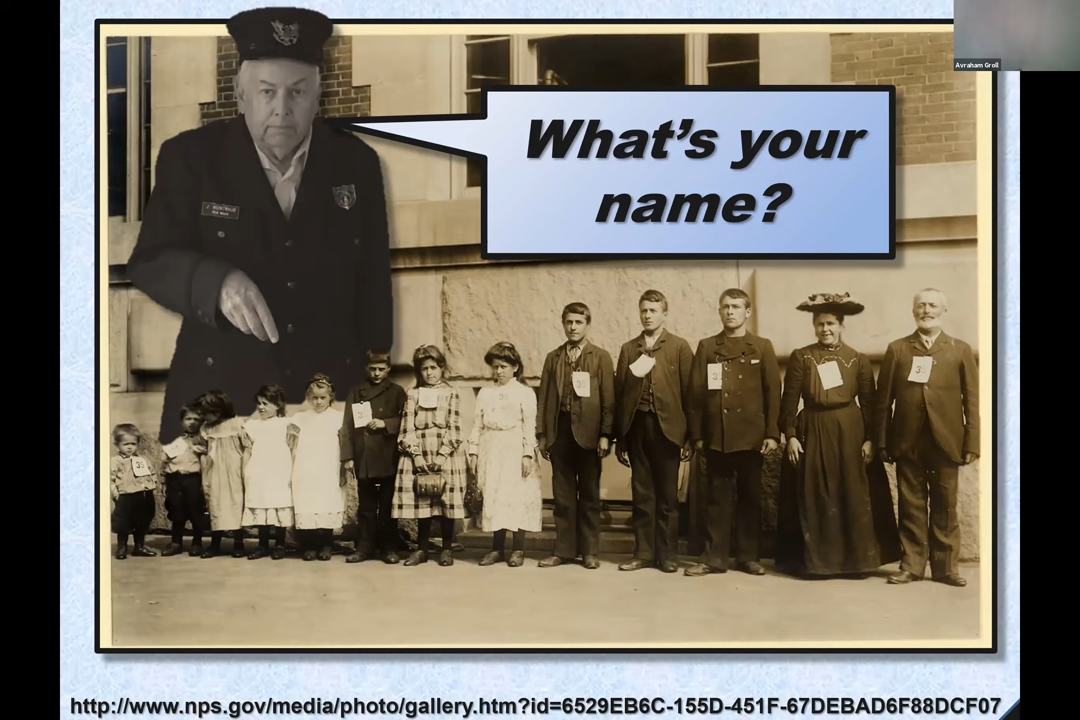 Avraham Groll
What's your
name?
http://www.nps.gov/media/photo/gallery.htm?id=6529EB6C-155D-451F-67DEBAD6F88DCF07